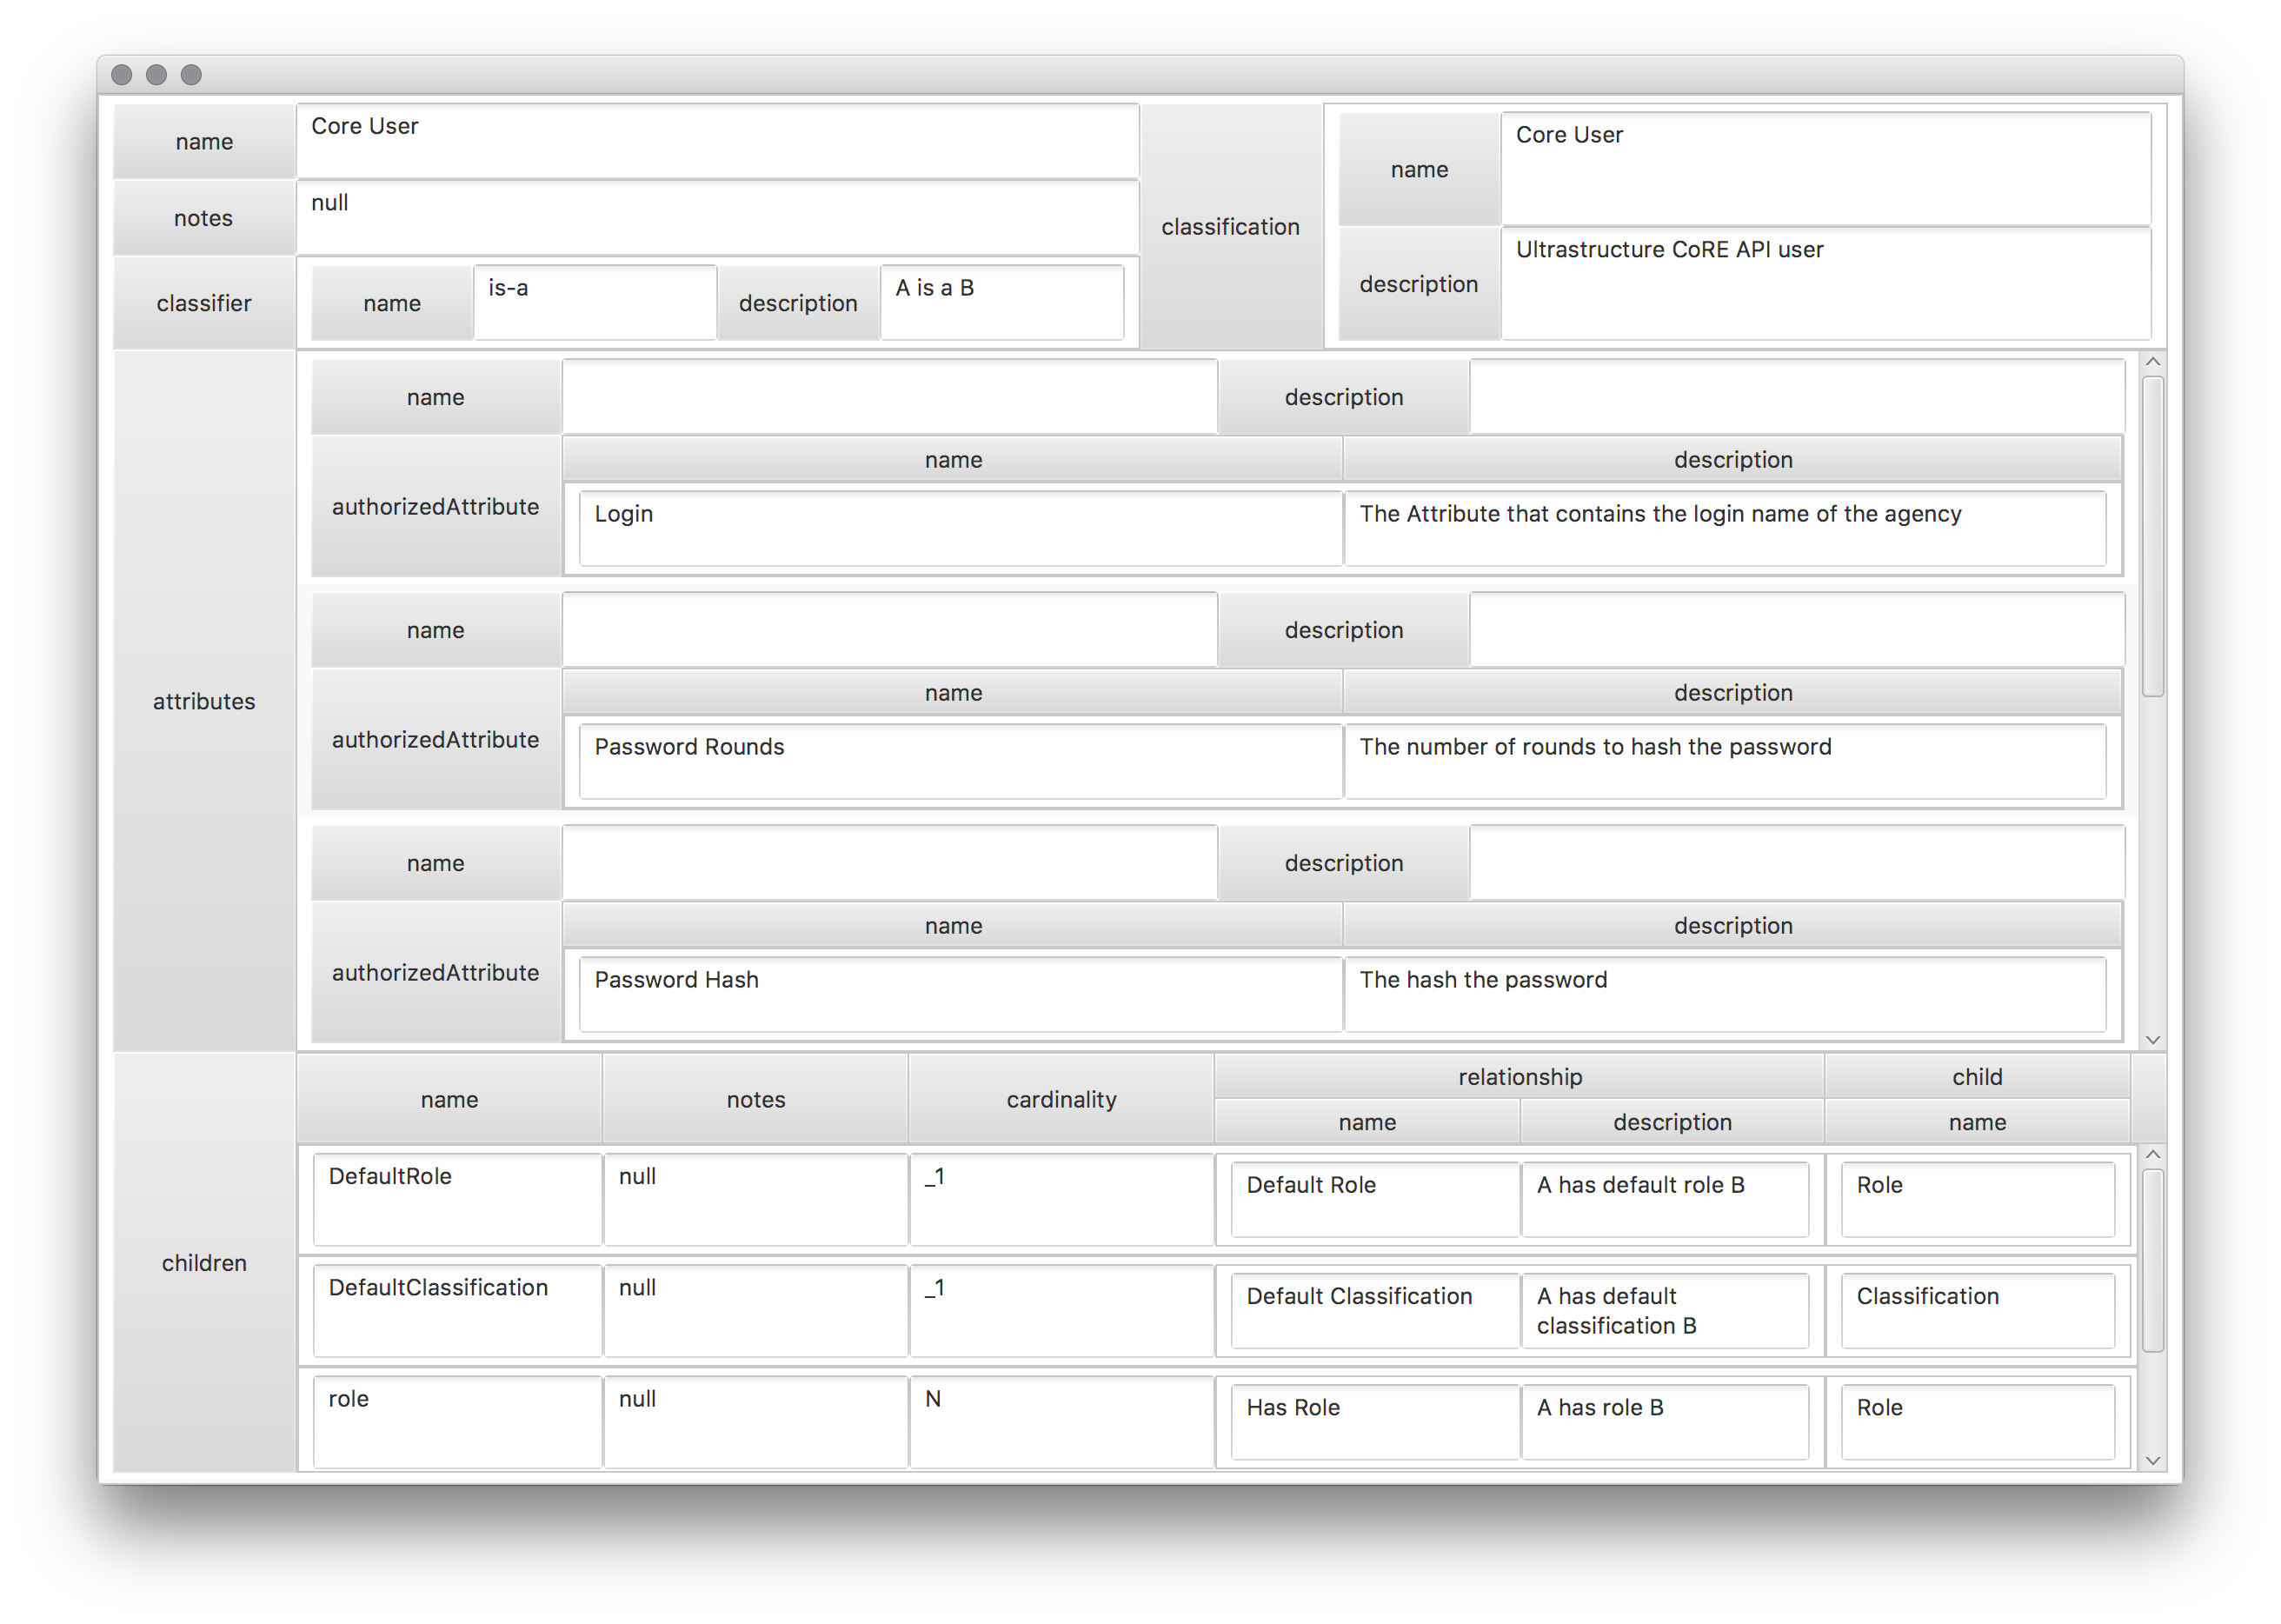 name
Core User
notes
null
classifier
name
is-a
description
A is a B
classification
name
Core User
description
Ultrastructure CoRE API user
attributes
name
description
authorizedAttribute
name
description
Login
The Attribute that contains the login name of the agency
name
description
authorizedAttribute
name
description
Password Rounds
The number of rounds to hash the password
name
description
authorizedAttribute
name
description
Password Hash
The hash the password
children
name
notes
cardinality
relationship
child
name
description
name
DefaultRole
null
_1
Default Role
A has default role B
Role
DefaultClassification
null
_1
Default Classification
A has default
classification B
Classification
role
null
N
Has Role
A has role B
Role